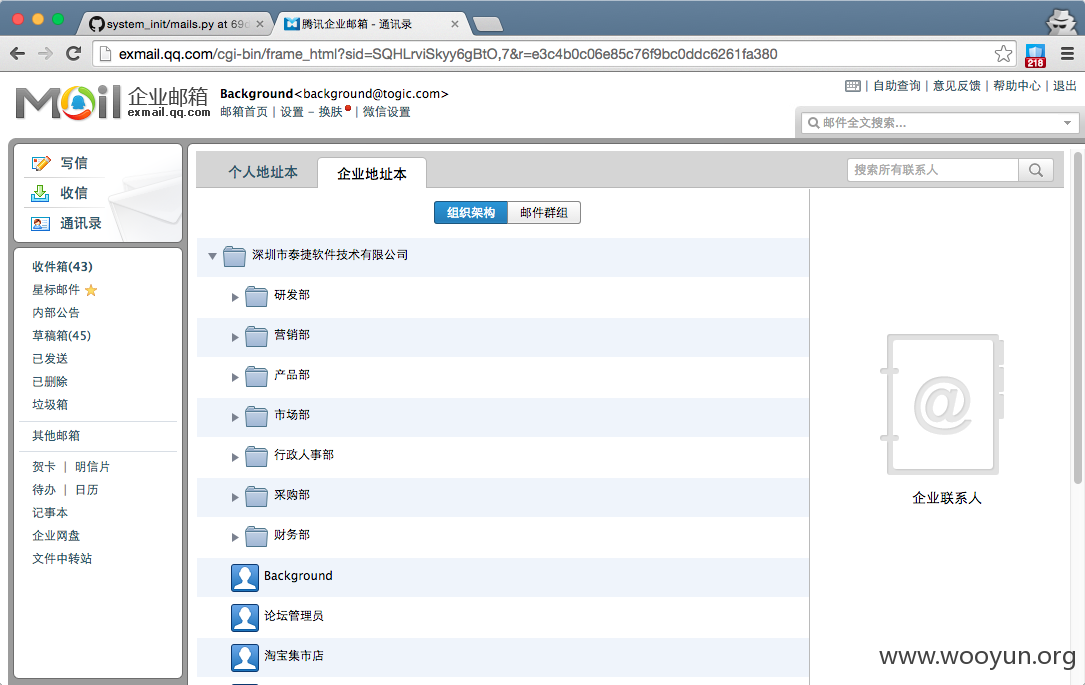 system_init/mails.py at 69c
腾讯企业邮箱 - 通讯录
exmail.qq.com/cgi-bin/frame_html?sid=SQHLrviSkyy6gBtO,7&r=e3c4b0c06e85c76f9bc0ddc6261fa380
218
Mail 企业邮箱
exmail.qq.com
Background<background@togic.com>
邮箱首页 | 设置 - 换肤 | 微信设置
| 自助查询 | 意见反馈 | 帮助中心 | 退出
邮件全文搜索...
写信
收信
通讯录
收件箱(43)
星标邮件
内部公告
草稿箱(45)
已发送
已删除
垃圾箱
其他邮箱
贺卡 | 明信片
待办 | 日历
记事本
企业网盘
文件中转站
个人地址本
企业地址本
搜索所有联系人
组织架构
邮件群组
深圳市泰捷软件技术有限公司
研发部
营销部
产品部
市场部
行政人事部
采购部
财务部
Background
论坛管理员
淘宝集市店
@
企业联系人
www.wooyun.org